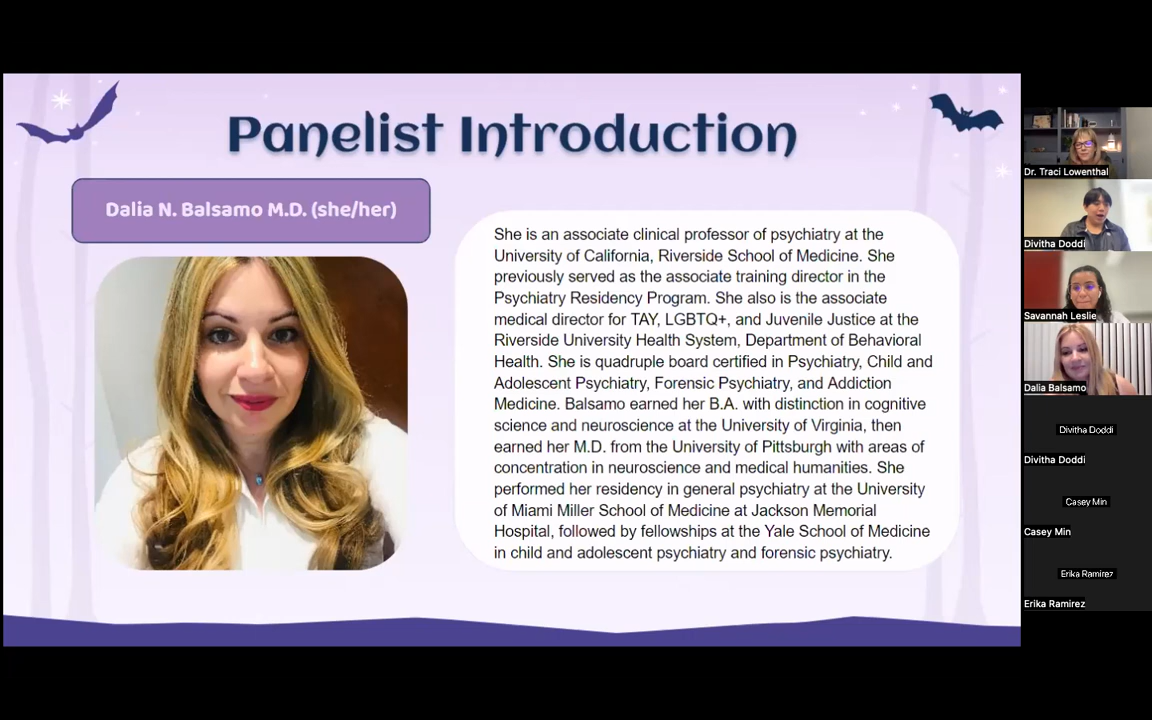 Panelist Introduction
Dalia N. Balsamo M.D. (she/her)
She is an associate clinical professor of psychiatry at the
University of California, Riverside School of Medicine. She
previously served as the associate training director in the
Psychiatry Residency Program. She also is the associate
medical director for TAY, LGBTQ+, and Juvenile Justice at the
Riverside University Health System, Department of Behavioral
Health. She is quadruple board certified in Psychiatry, Child and
Adolescent Psychiatry, Forensic Psychiatry, and Addiction
Medicine. Balsamo earned her B.A. with distinction in cognitive
science and neuroscience at the University of Virginia, then
earned her M.D. from the University of Pittsburgh with areas of
concentration in neuroscience and medical humanities. She
performed her residency in general psychiatry at the University
of Miami Miller School of Medicine at Jackson Memorial
Hospital, followed by fellowships at the Yale School of Medicine
in child and adolescent psychiatry and forensic psychiatry.
Dr. Traci Lowenthal
Divitha Doddi
Savannah Leslie
Dalia Balsamo
Divitha Doddi
Divitha Doddi
Casey Min
Casey Min
Erika Ramirez
Erika Ramirez